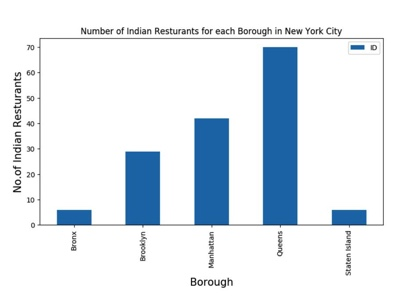 Number of Indian Resturants for each Borough in New York City
ID
70
60
50
40
30
20
10
0
No.of Indian Resturants
Bronx
Brooklyn
Manhattan
Queens
Staten Island
Borough